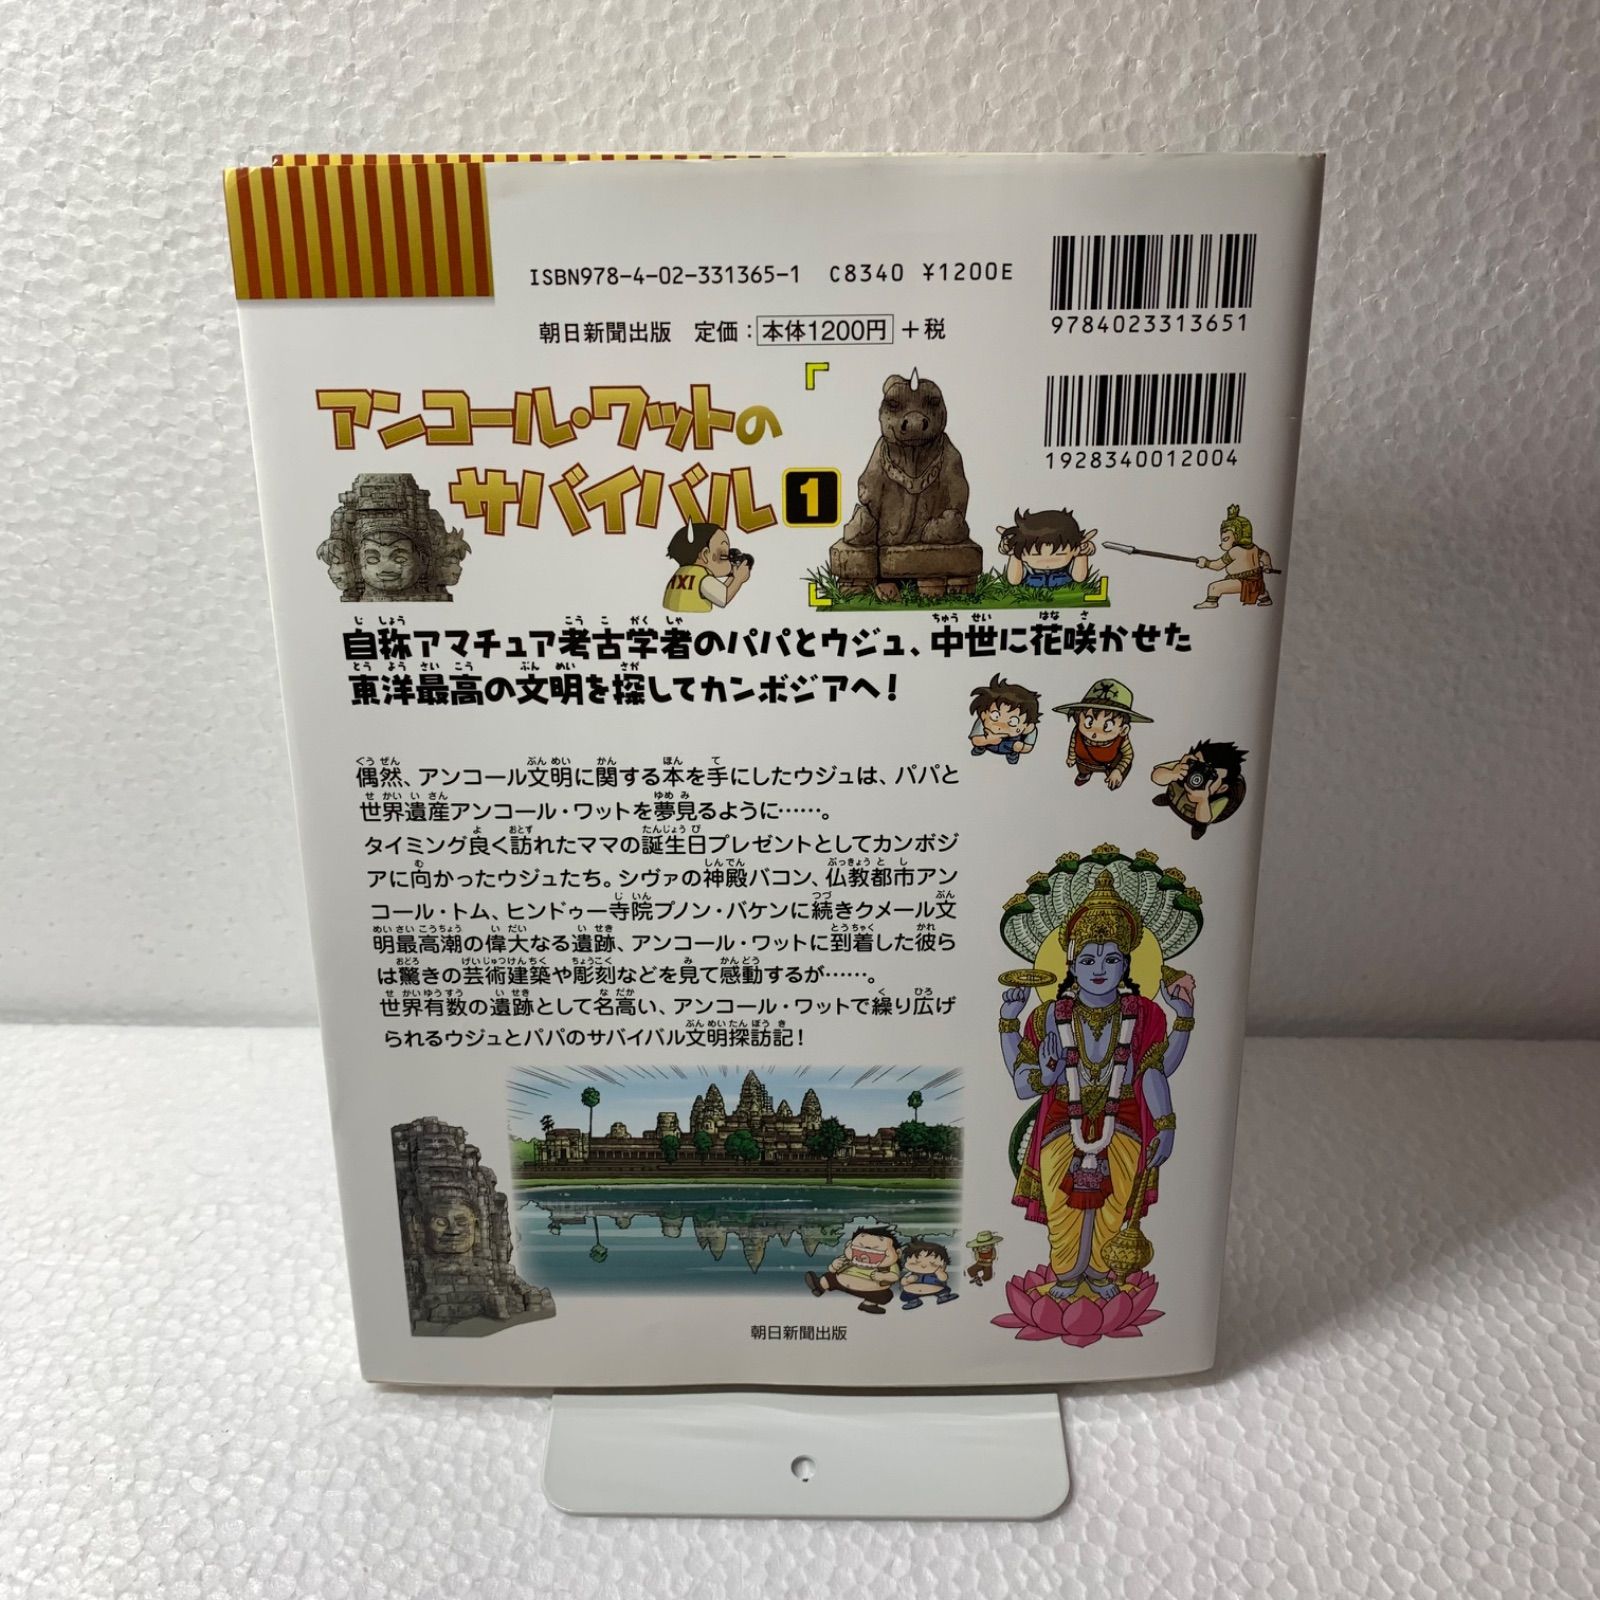 ISBN978-4-02-331365-1 C8340 ¥1200E
9784023313651
朝日新聞出版 定価：本体1200円＋税
1928340012004
アンコール・ワットの
サバイバル 1
自称アマチュア考古学者のパパとウジュ、中世に花咲かせた
東洋最高の文明を探してカンボジアへ！
偶然、アンコール文明に関する本を手にしたウジュは、パパと
世界遺産アンコール・ワットを夢見るように……。
タイミング良く訪れたママの誕生日プレゼントとしてカンボジ
アに向かったウジュたち。シヴァの神殿バコン、仏教都市アン
コール・トム、ヒンドゥー寺院プノン・バケンに続きクメール文
明最高潮の偉大なる遺跡、アンコール・ワットに到着した彼ら
は驚きの芸術建築や彫刻などを見て感動するが……。
世界有数の遺跡として名高い、アンコール・ワットで繰り広げ
られるウジュとパパのサバイバル文明探訪記！
朝日新聞出版